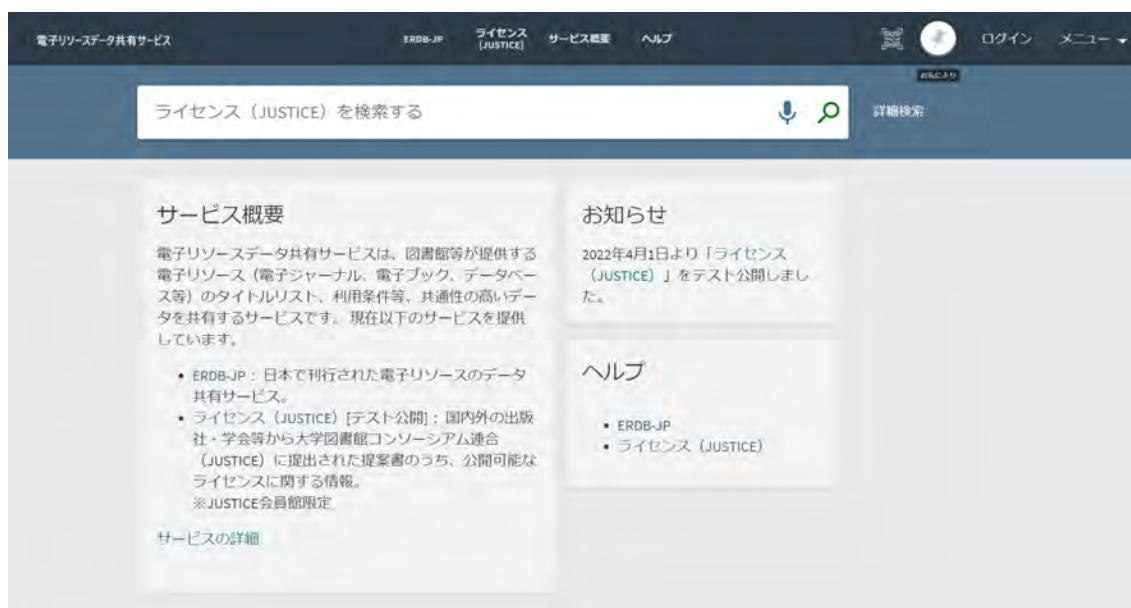 電子リソースデータ共有サービス
ERDB-JP
ライセンス
(JUSTICE)
サービス概要
ヘルプ
ログイン
メニュー
お気に入り
ライセンス（JUSTICE）を検索する
詳細検索
サービス概要
電子リソースデータ共有サービスは、図書館等が提供する
電子リソース（電子ジャーナル、電子ブック、データベー
ス等）のタイトルリスト、利用条件等、共通性の高いデー
タを共有するサービスです。 現在以下のサービスを提供
しています。
• ERDB-JP： 日本で刊行された電子リソースのデータ
共有サービス。
• ライセンス（JUSTICE）[テスト公開]： 国内外の出版
社・学会等から大学図書館コンソーシアム連合
（JUSTICE）に提出された提案書のうち、公開可能な
ライセンスに関する情報。
※JUSTICE会員館限定
サービスの詳細
お知らせ
2022年4月1日より「ライセンス
（JUSTICE）」をテスト公開しまし
た。
ヘルプ
• ERDB-JP
• ライセンス（JUSTICE）